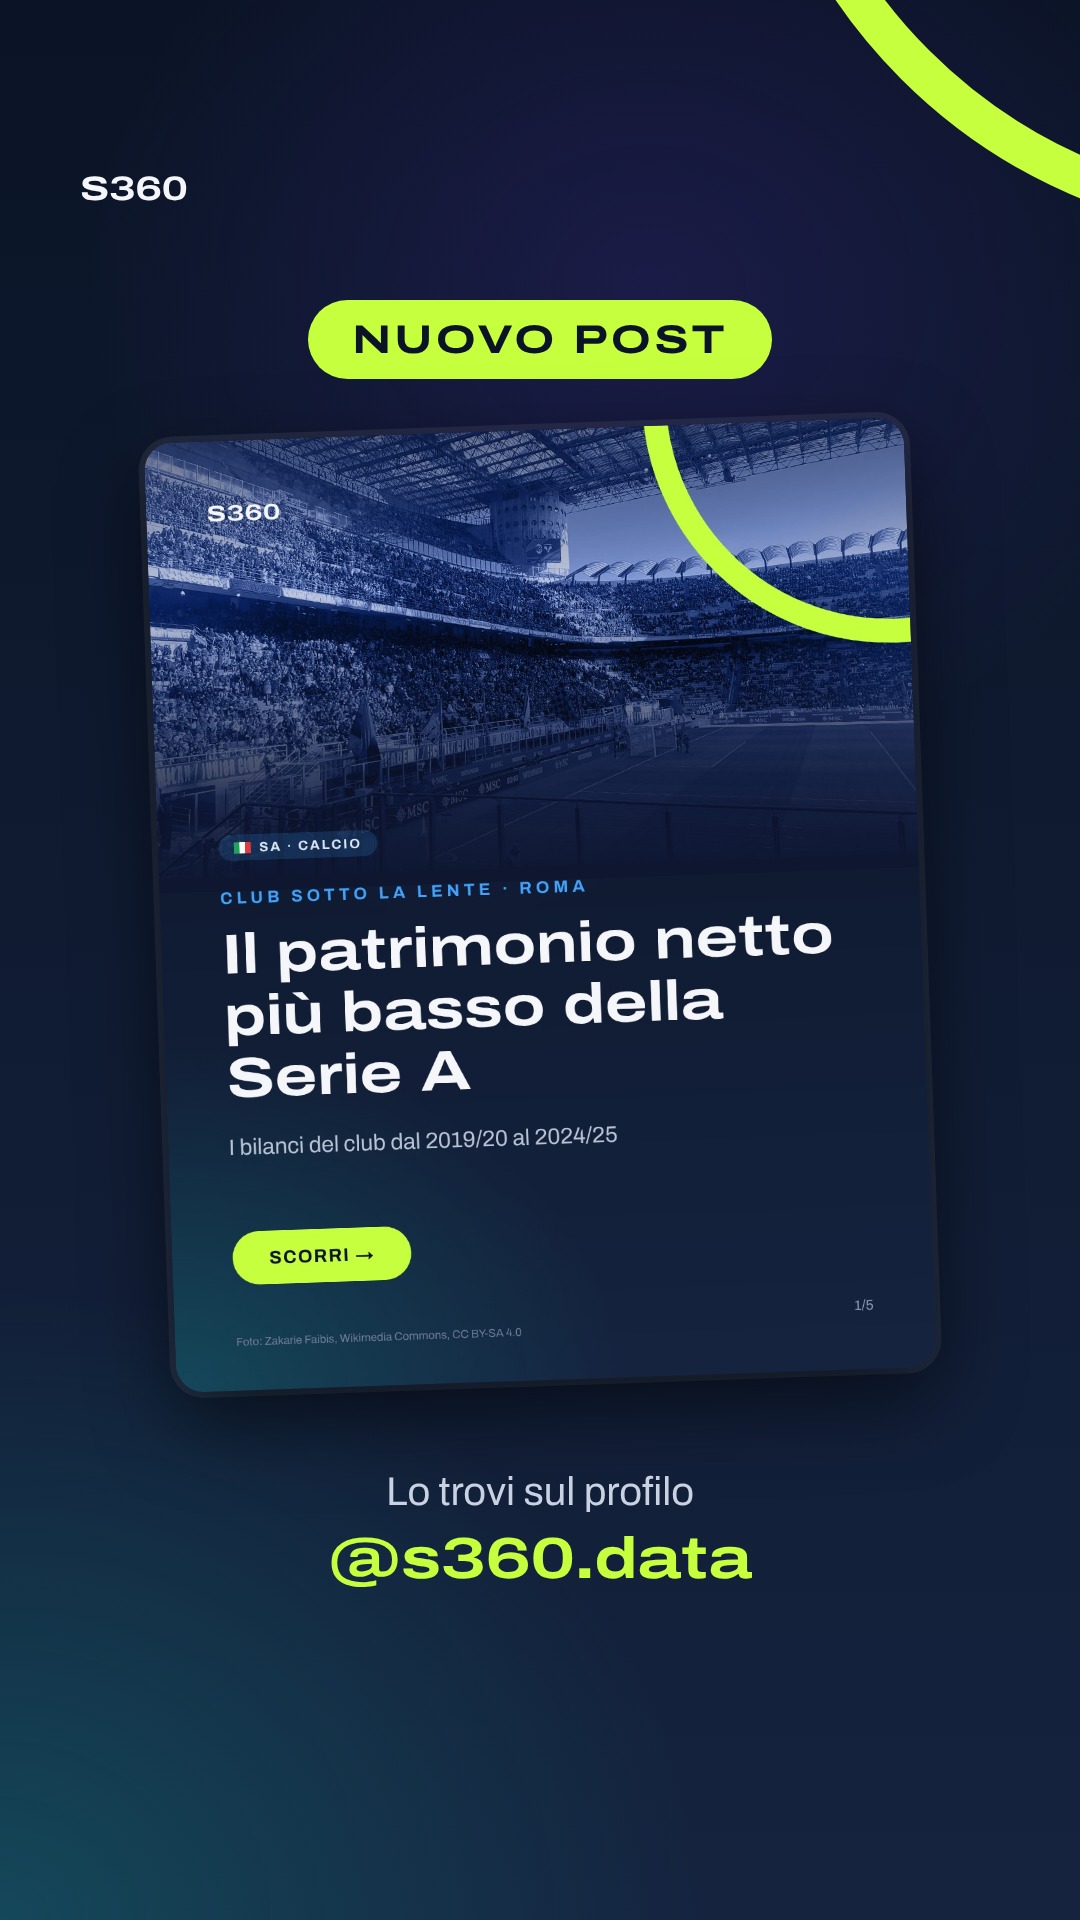 S360
NUOVO POST
S360
MSC
MSC
SA · CALCIO
CLUB SOTTO LA LENTE · ROMA
Il patrimonio netto
più basso della
Serie A
I bilanci del club dal 2019/20 al 2024/25
SCORRI →
1/5
Foto: Zakarie Faibis, Wikimedia Commons, CC BY-SA 4.0
Lo trovi sul profilo
@s360.data